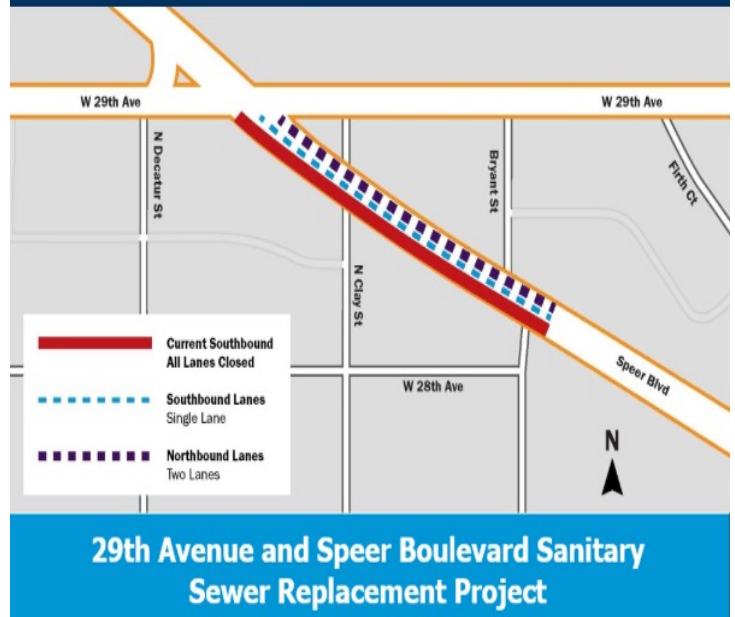 W 29th Ave
W 29th Ave
N Decatur St
Bryant St
Firth Ct
N Clay St
Current Southbound
All Lanes Closed
Southbound Lanes
Single Lane
Northbound Lanes
Two Lanes
W 28th Ave
Speer Blvd
N
29th Avenue and Speer Boulevard Sanitary
Sewer Replacement Project